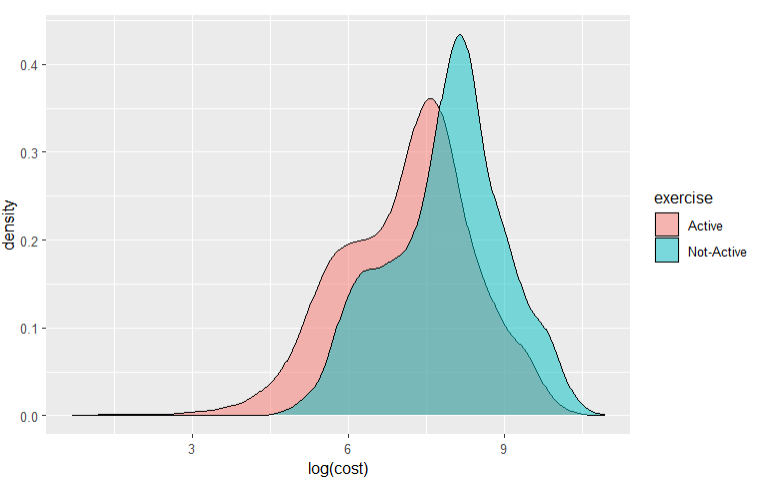 density
0.4
0.3
0.2
0.1
0.0
3 6 9
log(cost)
exercise
Active
Not-Active